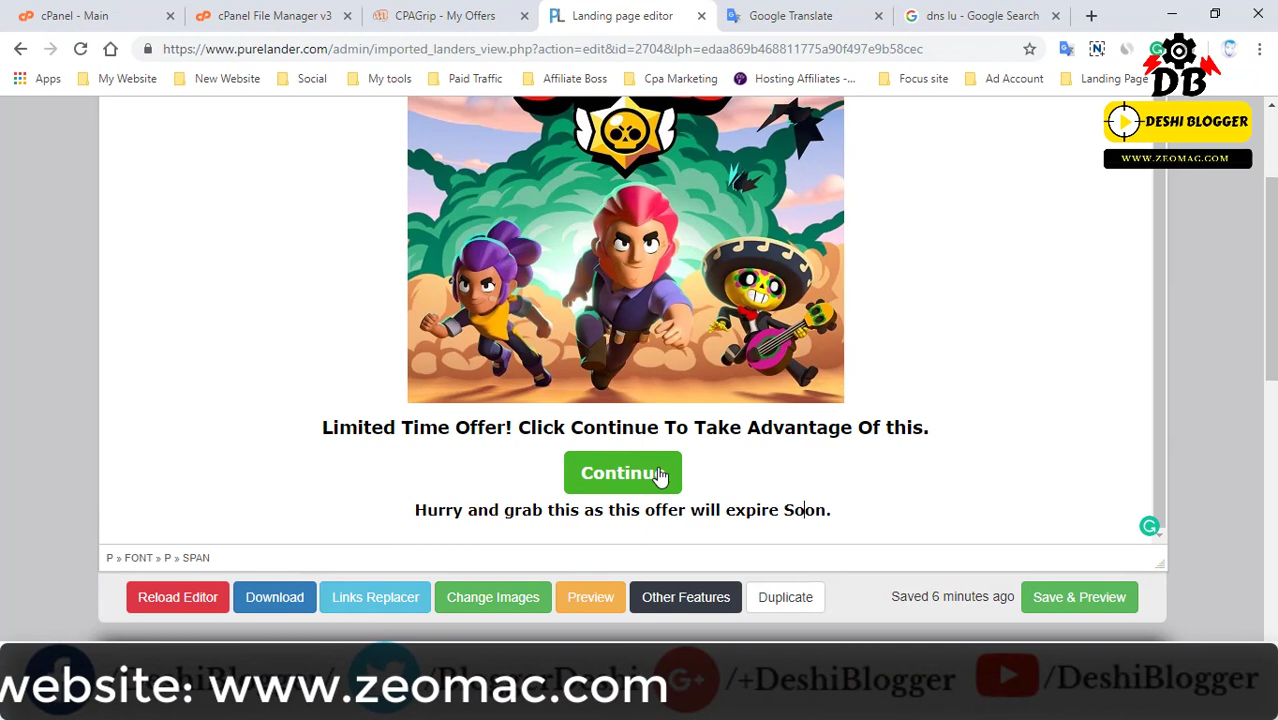 cPanel - Main
cPanel File Manager v3
CPAGrip - My Offers
Landing page editor
Google Translate
dns lu - Google Search
https://www.purelander.com/admin/imported_landers_view.php?action=edit&id=2704&lph=edaa869b468811775a90f497e9b58cec
Apps
My Website
New Website
Social
My tools
Paid Traffic
Affiliate Boss
Cpa Marketing
Hosting Affiliates -...
Focus site
Ad Account
Landing Page
DB
DESHI BLOGGER
WWW.ZEOMAC.COM
Limited Time Offer! Click Continue To Take Advantage Of this.
Continu
Hurry and grab this as this offer will expire Soon.
P » FONT » P » SPAN
Reload Editor
Download
Links Replacer
Change Images
Preview
Other Features
Duplicate
Saved 6 minutes ago
Save & Preview
website: www.zeomac.com
/DeshiBlogger/
/BloggerDeshi
/+DeshiBlogger
/DeshiBlogger